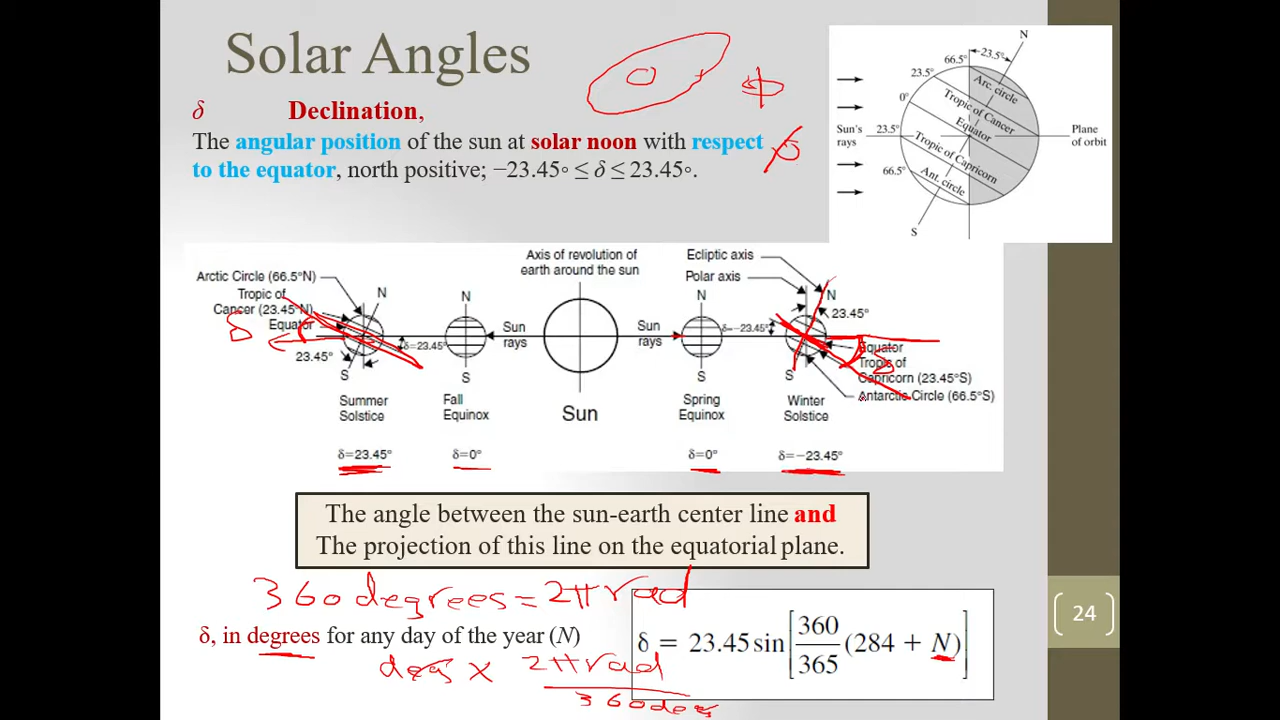 Solar Angles
δ Declination,
The angular position of the sun at solar noon with respect
to the equator, north positive; −23.45∘ ≤ δ ≤ 23.45∘.
N
23.5°
66.5°
23.5°
0°
Sun's
rays
23.5°
66.5°
Arc. circle
Tropic of Cancer
Equator
Tropic of Capricorn
Ant. circle
Plane
of orbit
S
Arctic Circle (66.5°N)
Tropic of
Cancer (23.45°N)
Equator
23.45°
N
S
δ=23.45°
Summer
Solstice
δ=23.45°
N
S
Fall
Equinox
δ=0°
Sun
rays
Axis of revolution of
earth around the sun
Sun
Sun
rays
N
S
Spring
Equinox
δ=0°
Ecliptic axis
Polar axis
N
23.45°
δ=−23.45°
Equator
Tropic of
Capricorn (23.45°S)
Antarctic Circle (66.5°S)
S
Winter
Solstice
δ=−23.45°
δ
δ
The angle between the sun-earth center line and
The projection of this line on the equatorial plane.
360 degrees = 2π rad
δ, in degrees for any day of the year (N)
δ = 23.45 sin[360/365 (284 + N)]
deg × 2π rad
360 deg
24